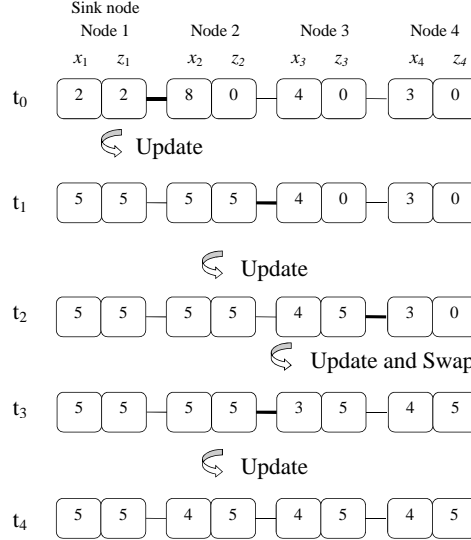 Sink node
Node 1 Node 2 Node 3 Node 4
x1 z1 x2 z2 x3 z3 x4 z4
t0 2 2 8 0 4 0 3 0
Update
t1 5 5 5 5 4 0 3 0
Update
t2 5 5 5 5 4 5 3 0
Update and Swap
t3 5 5 5 5 3 5 4 5
Update
t4 5 5 4 5 4 5 4 5